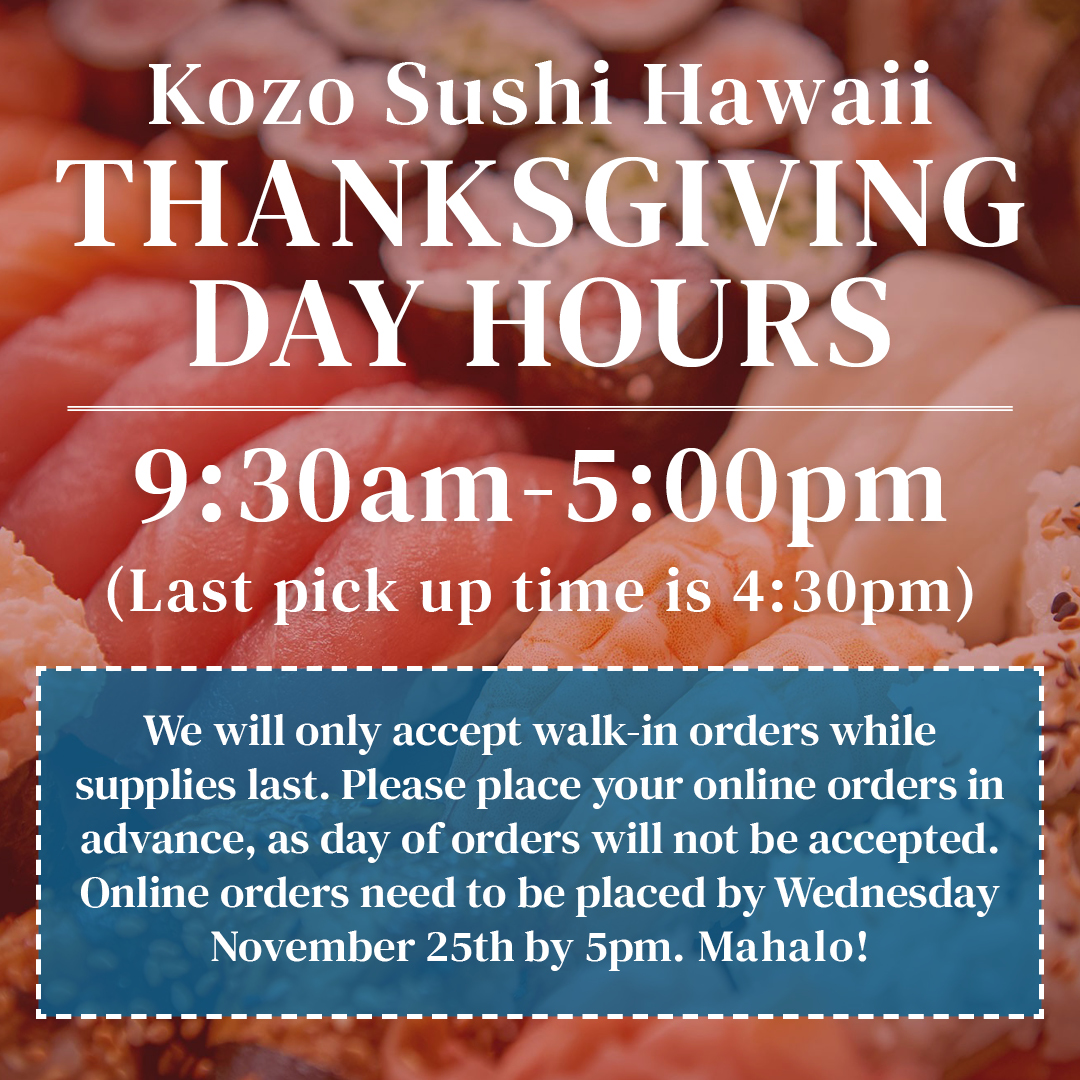 Kozo Sushi Hawaii
THANKSGIVING
DAY HOURS
9:30am-5:00pm
(Last pick up time is 4:30pm)
We will only accept walk-in orders while
supplies last. Please place your online orders in
advance, as day of orders will not be accepted.
Online orders need to be placed by Wednesday
November 25th by 5pm. Mahalo!